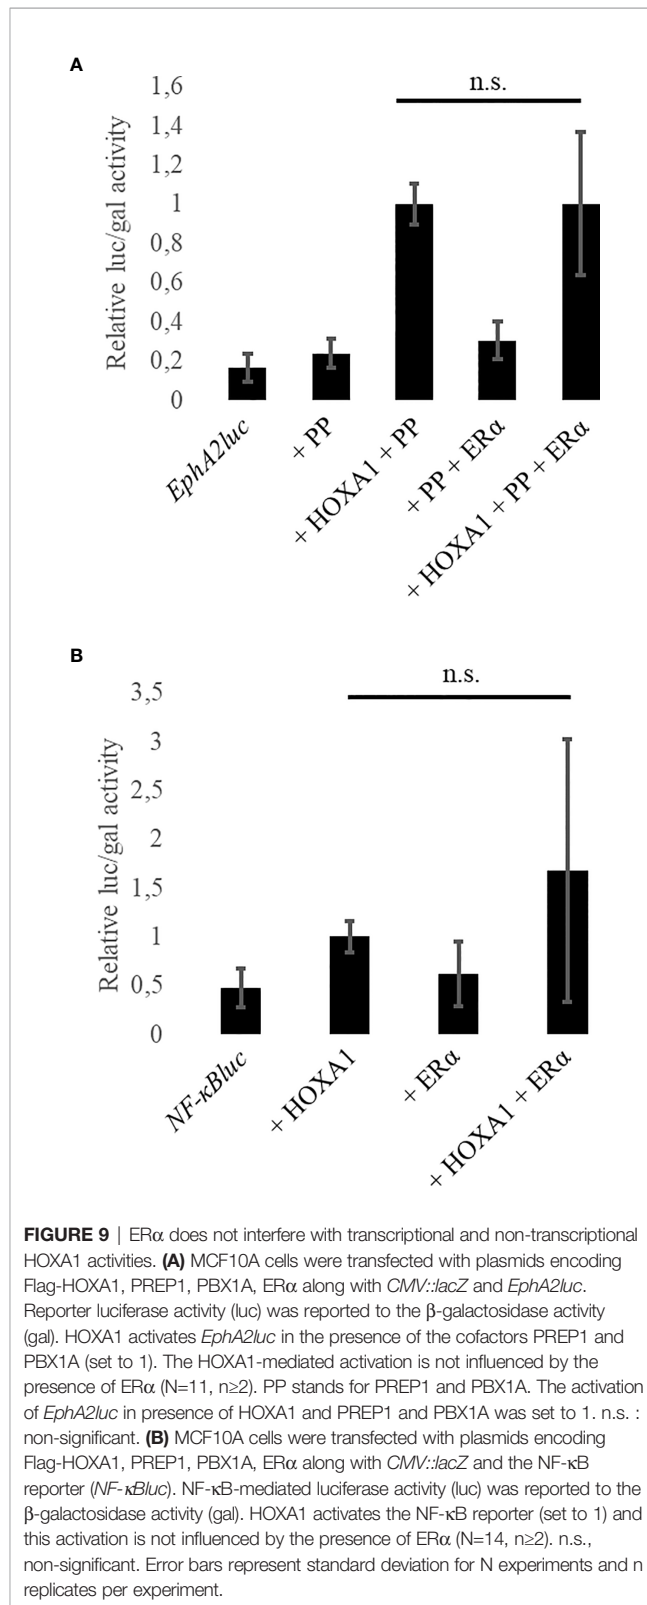 A
n.s.
1,6
1,4
1,2
1
0,8
0,6
0,4
0,2
0
Relative luc/gal activity
EphA2luc
+ PP
+ HOXA1 + PP
+ PP + ERα
+ HOXA1 + PP + ERα
B
n.s.
3,5
3
2,5
2
1,5
1
0,5
0
Relative luc/gal activity
NF-κBluc
+ HOXA1
+ ERα
+ HOXA1 + ERα
FIGURE 9 | ERα does not interfere with transcriptional and non-transcriptional
HOXA1 activities. (A) MCF10A cells were transfected with plasmids encoding
Flag-HOXA1, PREP1, PBX1A, ERα along with CMV::lacZ and EphA2luc.
Reporter luciferase activity (luc) was reported to the β-galactosidase activity
(gal). HOXA1 activates EphA2luc in the presence of the cofactors PREP1 and
PBX1A (set to 1). The HOXA1-mediated activation is not influenced by the
presence of ERα (N=11, n≥2). PP stands for PREP1 and PBX1A. The activation
of EphA2luc in presence of HOXA1 and PREP1 and PBX1A was set to 1. n.s. :
non-significant. (B) MCF10A cells were transfected with plasmids encoding
Flag-HOXA1, PREP1, PBX1A, ERα along with CMV::lacZ and the NF-κB
reporter (NF-κBluc). NF-κB-mediated luciferase activity (luc) was reported to the
β-galactosidase activity (gal). HOXA1 activates the NF-κB reporter (set to 1) and
this activation is not influenced by the presence of ERα (N=14, n≥2). n.s.,
non-significant. Error bars represent standard deviation for N experiments and n
replicates per experiment.